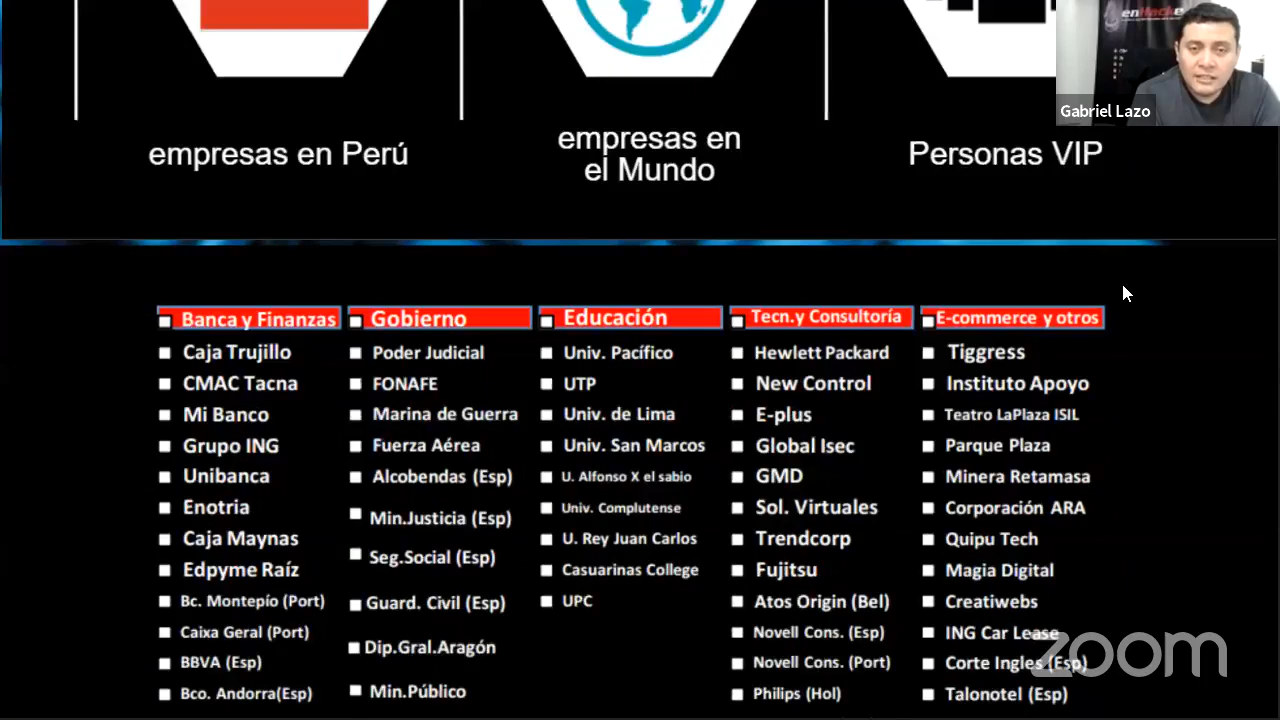 enHacke
Gabriel Lazo
empresas en Perú
empresas en
el Mundo
Personas VIP
Banca y Finanzas
Caja Trujillo
CMAC Tacna
Mi Banco
Grupo ING
Unibanca
Enotria
Caja Maynas
Edpyme Raíz
Bc. Montepío (Port)
Caixa Geral (Port)
BBVA (Esp)
Bco. Andorra(Esp)
Gobierno
Poder Judicial
FONAFE
Marina de Guerra
Fuerza Aérea
Alcobendas (Esp)
Min.Justicia (Esp)
Seg.Social (Esp)
Guard. Civil (Esp)
Dip.Gral.Aragón
Min.Público
Educación
Univ. Pacífico
UTP
Univ. de Lima
Univ. San Marcos
U. Alfonso X el sabio
Univ. Complutense
U. Rey Juan Carlos
Casuarinas College
UPC
Tecn.y Consultoría
Hewlett Packard
New Control
E-plus
Global Isec
GMD
Sol. Virtuales
Trendcorp
Fujitsu
Atos Origin (Bel)
Novell Cons. (Esp)
Novell Cons. (Port)
Philips (Hol)
E-commerce y otros
Tiggress
Instituto Apoyo
Teatro LaPlaza ISIL
Parque Plaza
Minera Retamasa
Corporación ARA
Quipu Tech
Magia Digital
Creatiwebs
ING Car Lease
Corte Ingles (Esp)
Talonotel (Esp)
zoom